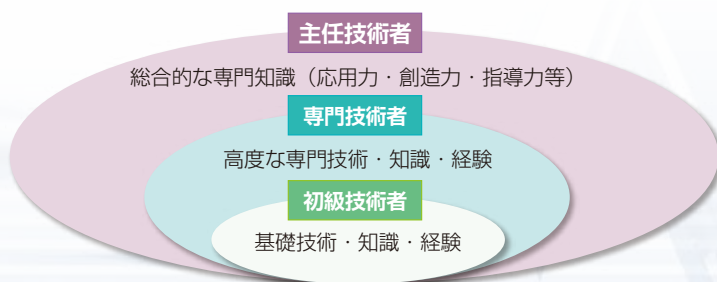 主任技術者
総合的な専門知識（応用力・創造力・指導力等）
専門技術者
高度な専門技術・知識・経験
初級技術者
基礎技術・知識・経験